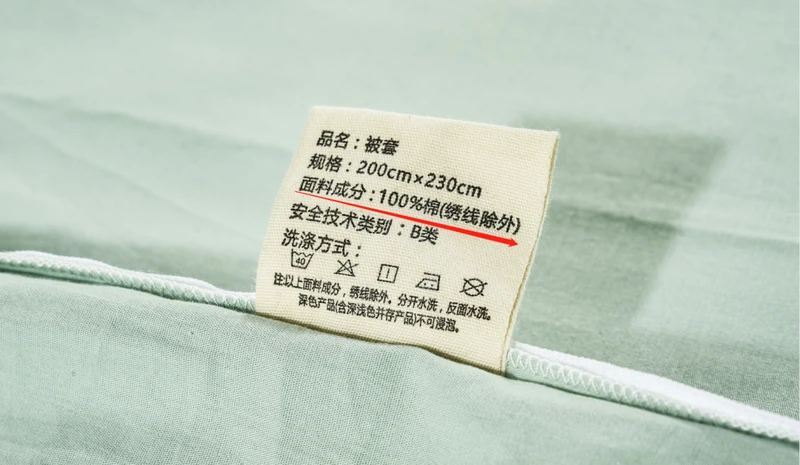 品名：被套
规格：200cm×230cm
面料成分：100%棉(绣线除外)
安全技术类别：B类
洗涤方式：
40
注以上面料成分，绣线除外。分开水洗，反面水洗。
深色产品(含深浅色并存产品)不可浸泡。